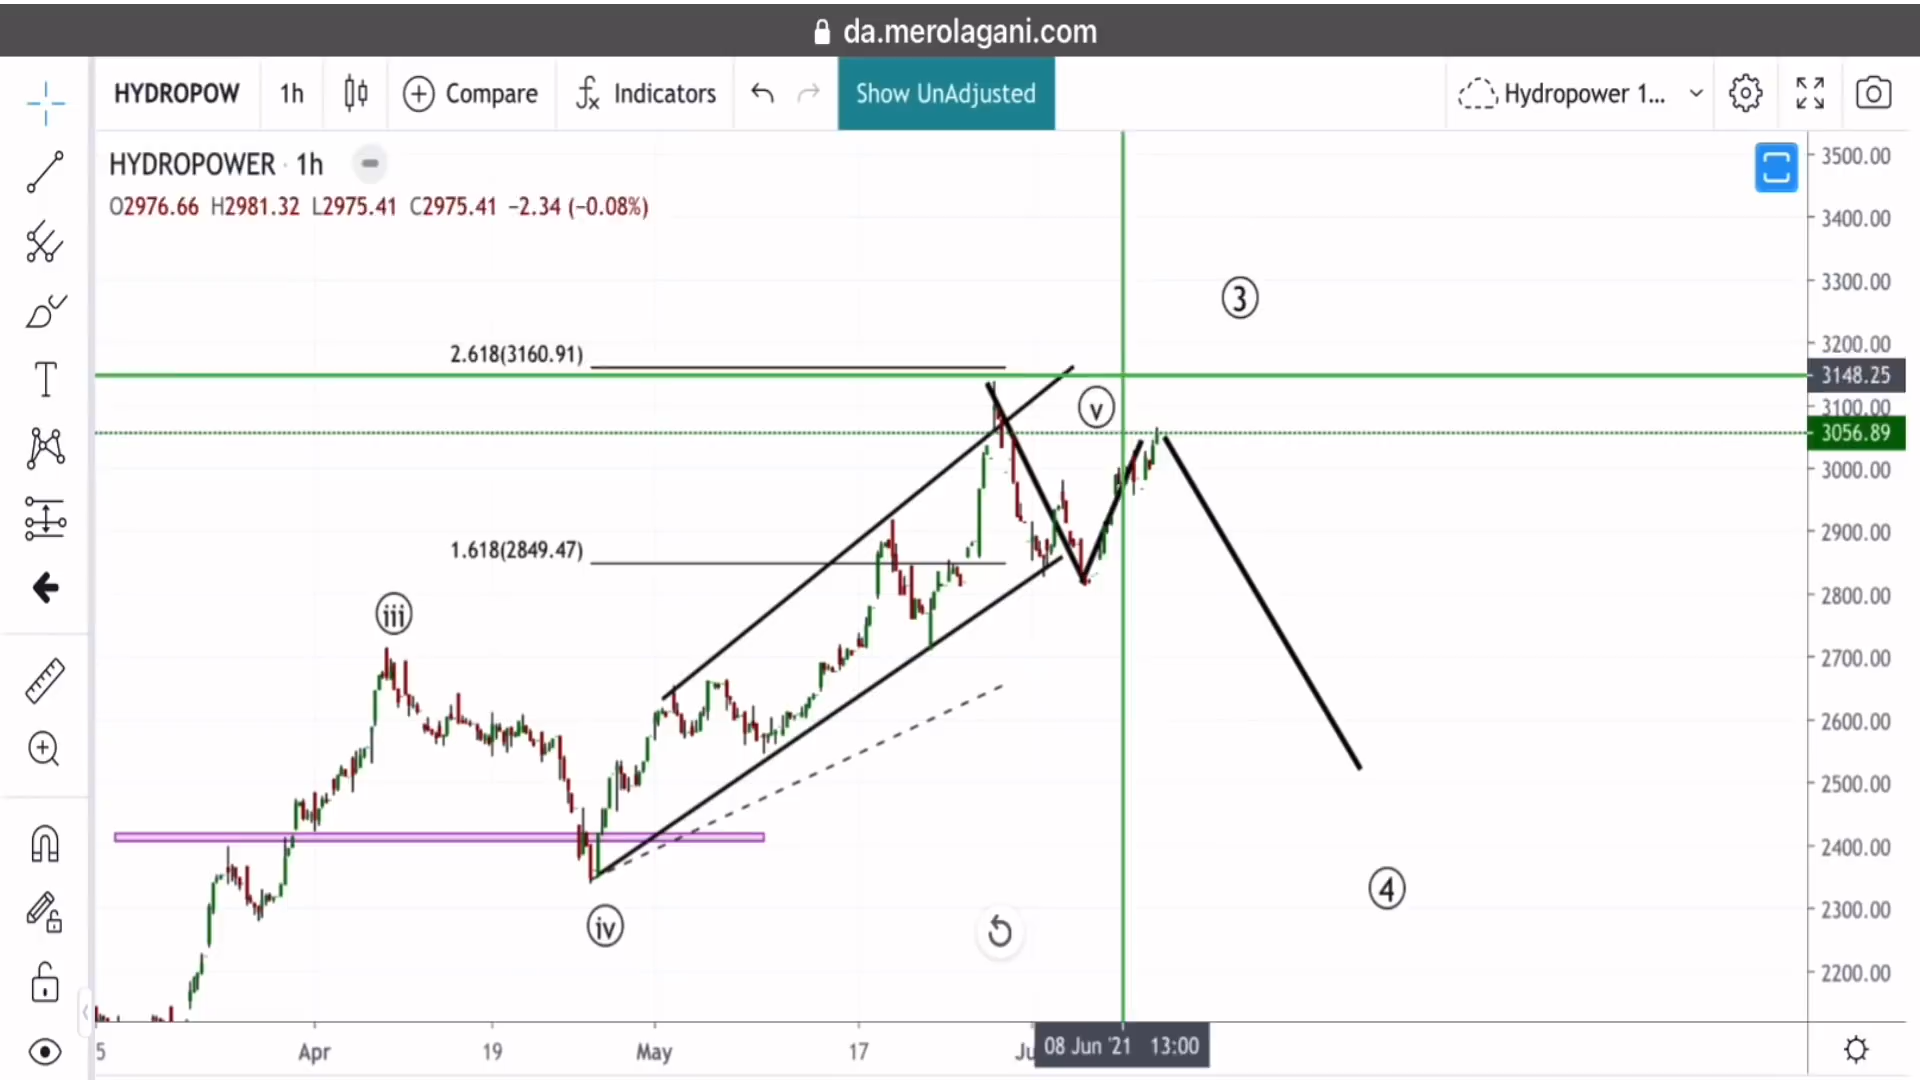 da.merolagani.com
HYDROPOW 1h Compare Indicators Show UnAdjusted Hydropower 1...
HYDROPOWER · 1h
O2976.66 H2981.32 L2975.41 C2975.41 −2.34 (−0.08%)
3500.00
3400.00
3300.00
3
3200.00
2.618(3160.91)
3148.25
3100.00
v
3056.89
3000.00
2900.00
1.618(2849.47)
2800.00
iii
2700.00
2600.00
2500.00
2400.00
4
2300.00
iv
2200.00
5 Apr 19 May 17 Ju 08 Jun '21 13:00